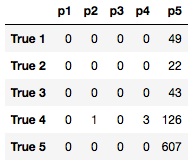 p1 p2 p3 p4 p5
True 1 0 0 0 0 49
True 2 0 0 0 0 22
True 3 0 0 0 0 43
True 4 0 1 0 3 126
True 5 0 0 0 0 607